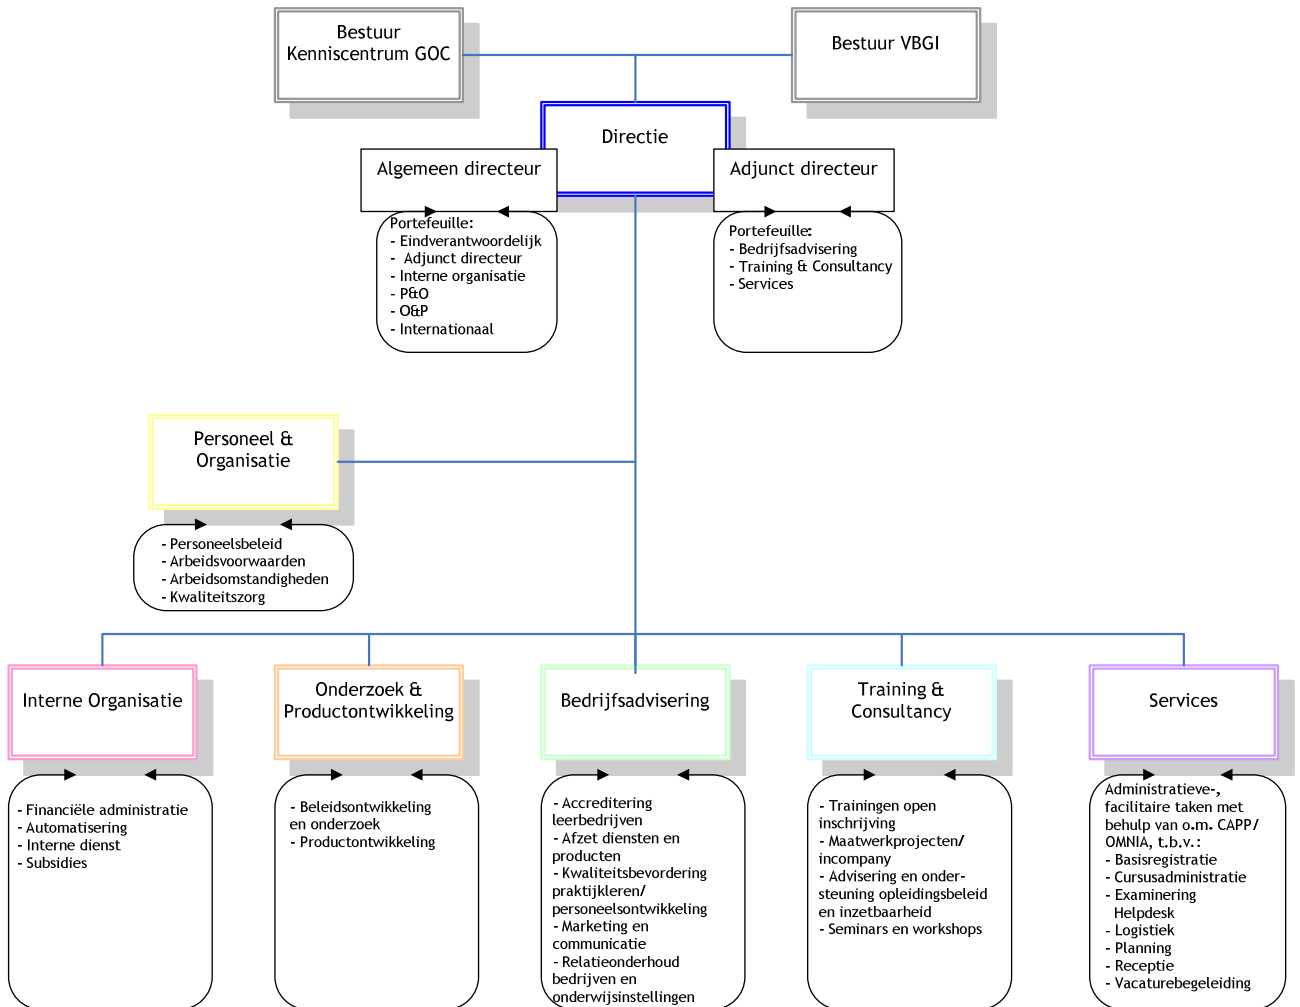 Bestuur
Kenniscentrum GOC
Bestuur VBGI
Directie
Algemeen directeur
Adjunct directeur
Portefeuille:
- Eindverantwoordelijk
- Adjunct directeur
- Interne organisatie
- P&O
- O&P
- Internationaal
Portefeuille:
- Bedrijfsadvisering
- Training & Consultancy
- Services
Personeel &
Organisatie
- Personeelsbeleid
- Arbeidsvoorwaarden
- Arbeidsomstandigheden
- Kwaliteitszorg
Interne Organisatie
Onderzoek &
Productontwikkeling
Bedrijfsadvisering
Training &
Consultancy
Services
- Financiële administratie
- Automatisering
- Interne dienst
- Subsidies
- Beleidsontwikkeling
en onderzoek
- Productontwikkeling
- Accreditering
leerbedrijven
- Afzet diensten en
producten
- Kwaliteitsbevordering
praktijkleren/
personeelsontwikkeling
- Marketing en
communicatie
- Relatieonderhoud
bedrijven en
onderwijsinstellingen
- Trainingen open
inschrijving
- Maatwerkprojecten/
incompany
- Advisering en onder-
steuning opleidingsbeleid
en inzetbaarheid
- Seminars en workshops
Administratieve-,
facilitaire taken met
behulp van o.m. CAPP/
OMNIA, t.b.v.:
- Basisregistratie
- Cursusadministratie
- Examinering
Helpdesk
- Logistiek
- Planning
- Receptie
- Vacaturebegeleiding